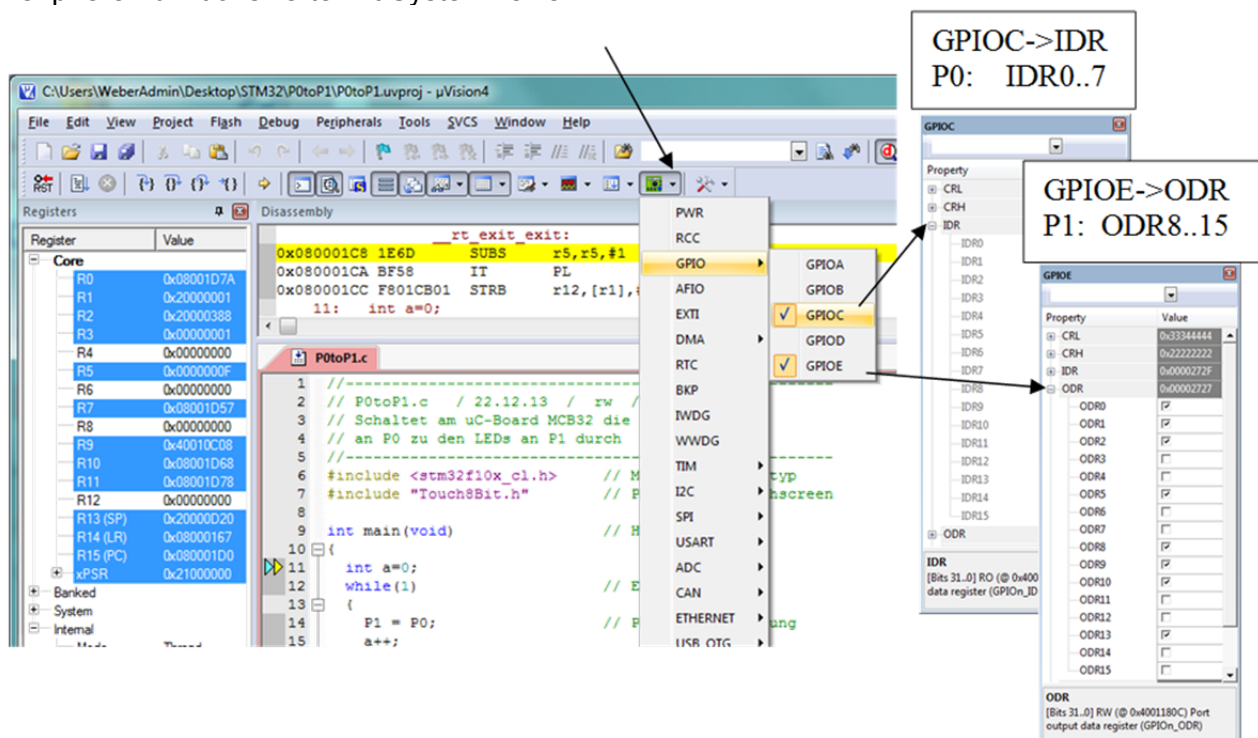 GPIOC->IDR
P0: IDR0..7
C:\Users\WeberAdmin\Desktop\STM32\P0toP1\P0toP1.uvproj - µVision4
File Edit View Project Flash Debug Peripherals Tools SVCS Window Help
RST
Registers
Register Value
Core
R0 0x08001D7A
R1 0x20000001
R2 0x20000388
R3 0x00000001
R4 0x00000000
R5 0x0000000F
R6 0x00000000
R7 0x08001D57
R8 0x00000000
R9 0x40010C08
R10 0x08001D68
R11 0x08001D78
R12 0x00000000
R13 (SP) 0x20000D20
R14 (LR) 0x08000167
R15 (PC) 0x080001D0
xPSR 0x21000000
Banked
System
Internal
Disassembly
__rt_exit_exit:
0x080001C8 1E6D SUBS r5,r5,#1
0x080001CA BF58 IT PL
0x080001CC F801CB01 STRB r12,[r1],
11: int a=0;
P0toP1.c
1 //----------------------------------
2 // P0toP1.c / 22.12.13 / rw /
3 // Schaltet am uC-Board MCB32 die
4 // an P0 zu den LEDs an P1 durch
5 //----------------------------------
6 #include <stm32f10x_cl.h> // M typ
7 #include "Touch8Bit.h" // P hscreen
8
9 int main(void) // H
10 {
11 int a=0;
12 while(1) // E
13 {
14 P1 = P0; // P ung
15 a++;
PWR
RCC
GPIO
AFIO
EXTI
DMA
RTC
BKP
IWDG
WWDG
TIM
I2C
SPI
USART
ADC
CAN
ETHERNET
USB OTG
GPIOA
GPIOB
GPIOC
GPIOD
GPIOE
GPIOC
Property
CRL
CRH
IDR
IDR0
IDR1
IDR2
IDR3
IDR4
IDR5
IDR6
IDR7
IDR8
IDR9
IDR10
IDR11
IDR12
IDR13
IDR14
IDR15
ODR
IDR
[Bits 31..0] RO (@ 0x400
data register (GPIOn_ID
GPIOE->ODR
P1: ODR8..15
GPIOE
Property Value
CRL 0x33344444
CRH 0x22222222
IDR 0x0000272F
ODR 0x00002727
ODR0
ODR1
ODR2
ODR3
ODR4
ODR5
ODR6
ODR7
ODR8
ODR9
ODR10
ODR11
ODR12
ODR13
ODR14
ODR15
ODR
[Bits 31..0] RW (@ 0x4001180C) Port
output data register (GPIOn_ODR)